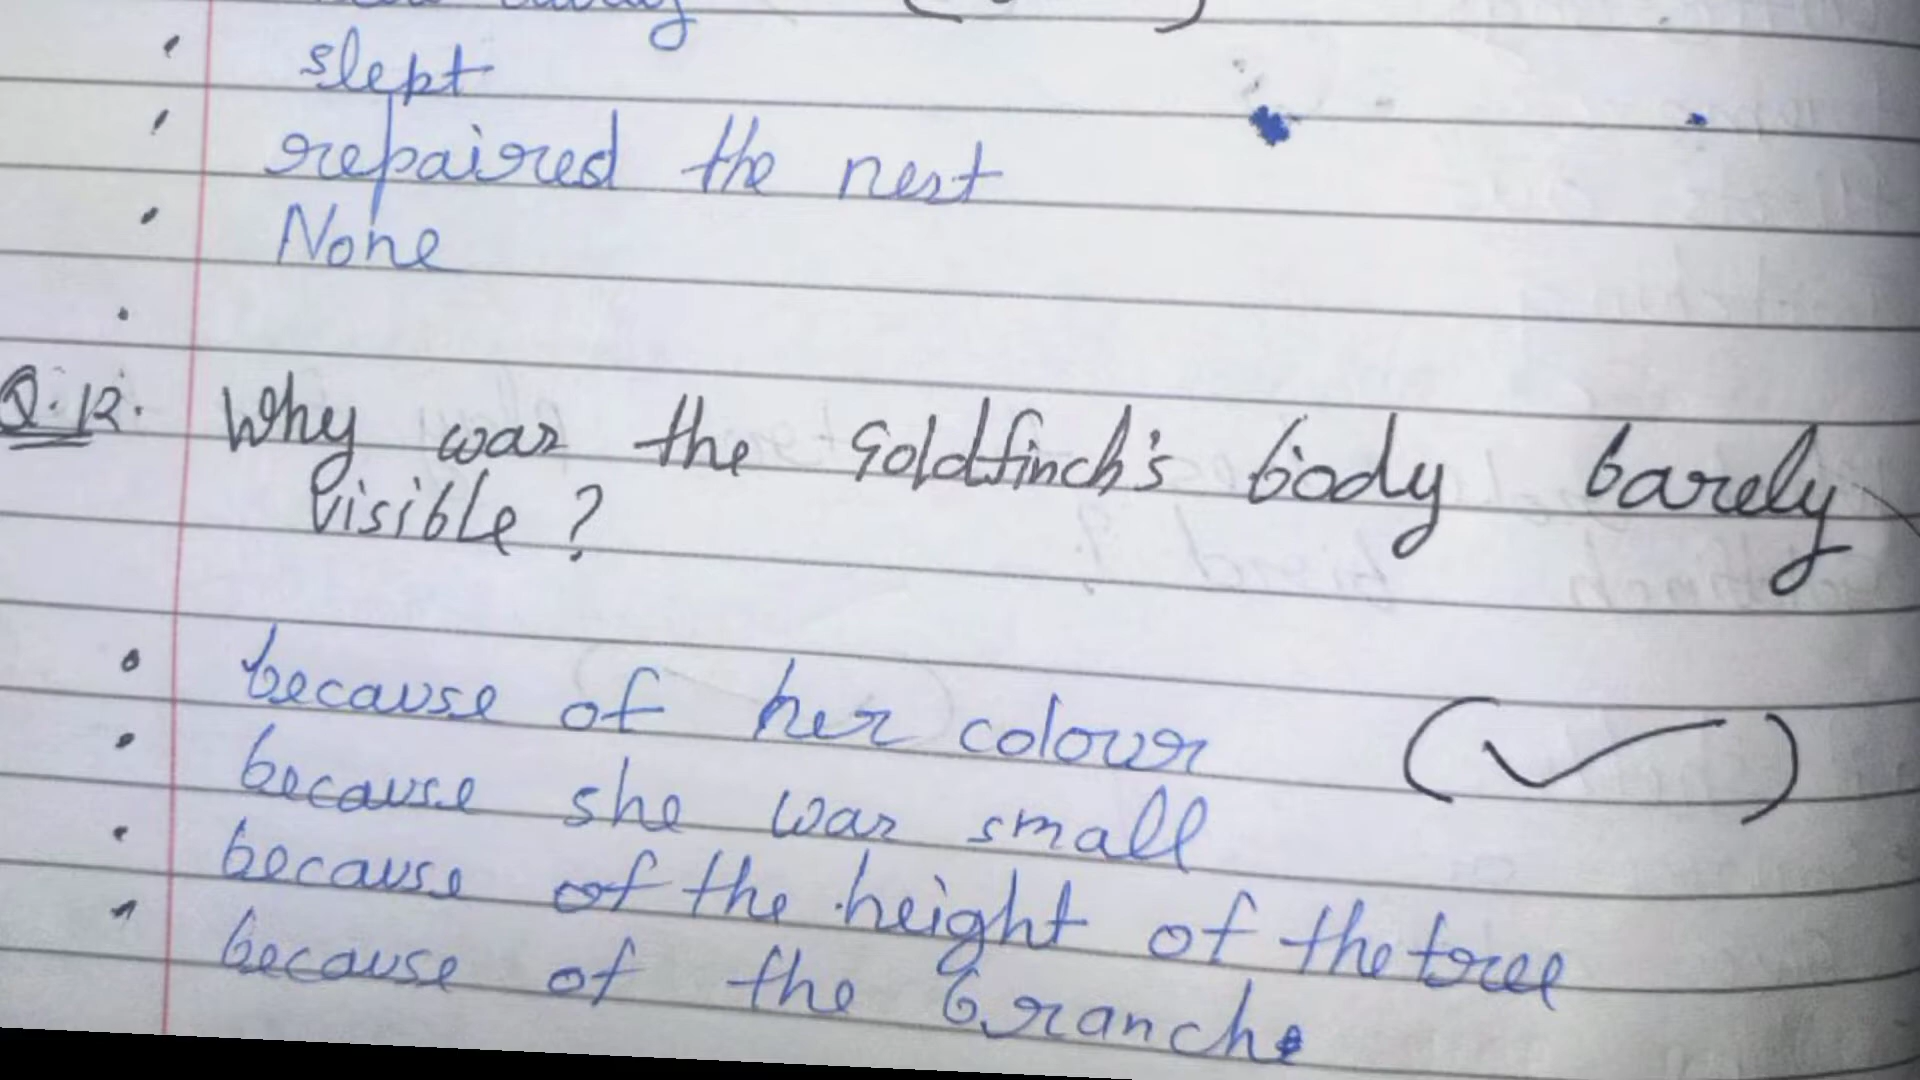 slept
repaired the nest
None
Q.12. Why was the Goldfinch's body barely
visible?
because of her colour (✓)
because she was small
because of the height of the tree
because of the branch